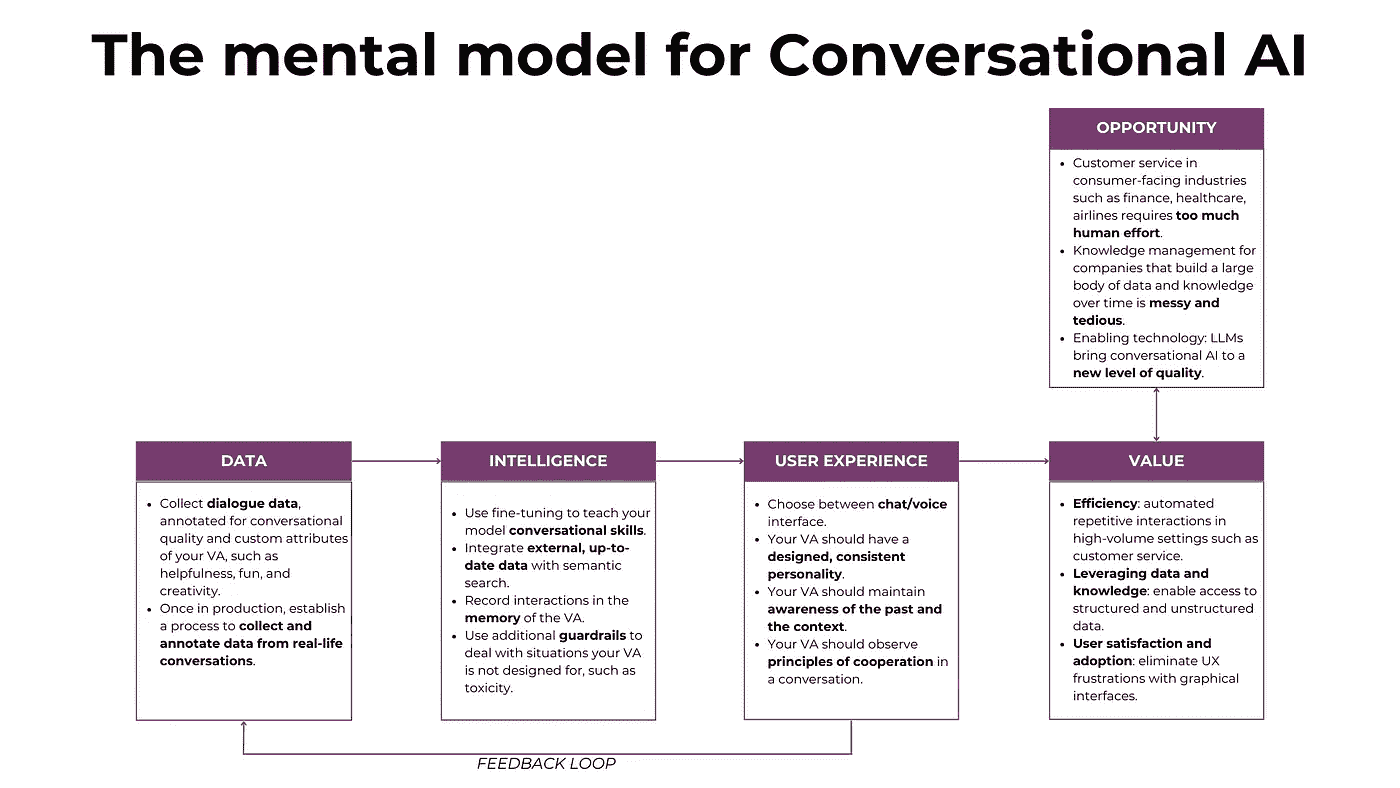 The mental model for Conversational AI
OPPORTUNITY
• Customer service in
consumer-facing industries
such as finance, healthcare,
airlines requires too much
human effort.
• Knowledge management for
companies that build a large
body of data and knowledge
over time is messy and
tedious.
• Enabling technology: LLMs
bring conversational AI to a
new level of quality.
DATA
• Collect dialogue data,
annotated for conversational
quality and custom attributes
of your VA, such as
helpfulness, fun, and
creativity.
• Once in production, establish
a process to collect and
annotate data from real-life
conversations.
INTELLIGENCE
• Use fine-tuning to teach your
model conversational skills.
• Integrate external, up-to-
date data with semantic
search.
• Record interactions in the
memory of the VA.
• Use additional guardrails to
deal with situations your VA
is not designed for, such as
toxicity.
USER EXPERIENCE
• Choose between chat/voice
interface.
• Your VA should have a
designed, consistent
personality.
• Your VA should maintain
awareness of the past and
the context.
• Your VA should observe
principles of cooperation in
a conversation.
VALUE
• Efficiency: automated
repetitive interactions in
high-volume settings such as
customer service.
• Leveraging data and
knowledge: enable access to
structured and unstructured
data.
• User satisfaction and
adoption: eliminate UX
frustrations with graphical
interfaces.
FEEDBACK LOOP